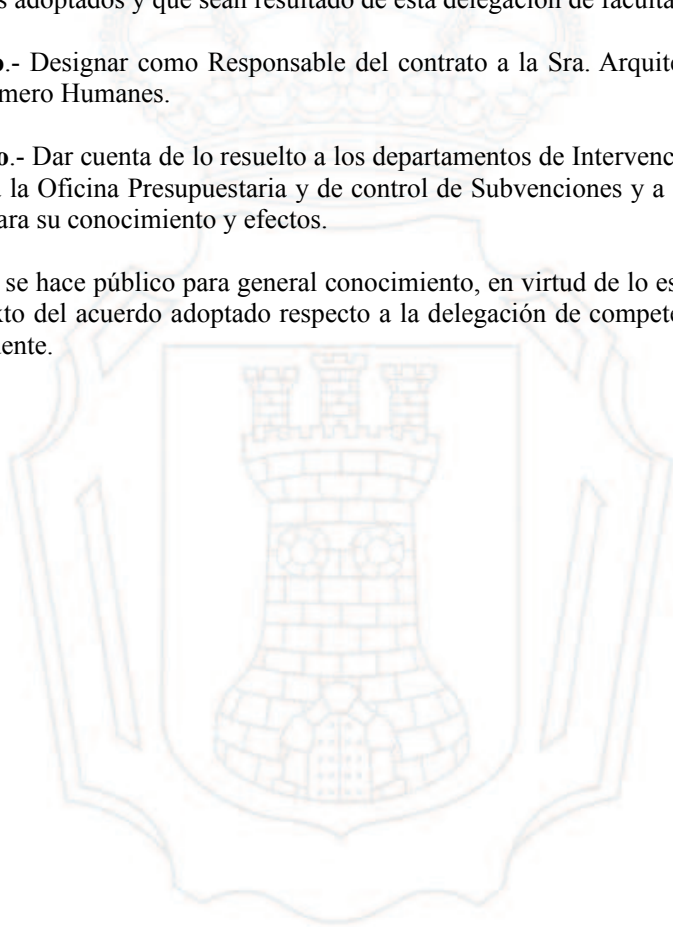 s adoptados y que sean resultado de esta delegación de faculta
o.- Designar como Responsable del contrato a la Sra. Arquit
mero Humanes.
o.- Dar cuenta de lo resuelto a los departamentos de Intervenc
la Oficina Presupuestaria y de control de Subvenciones y a
ara su conocimiento y efectos.
se hace público para general conocimiento, en virtud de lo es
xto del acuerdo adoptado respecto a la delegación de compet
ente.